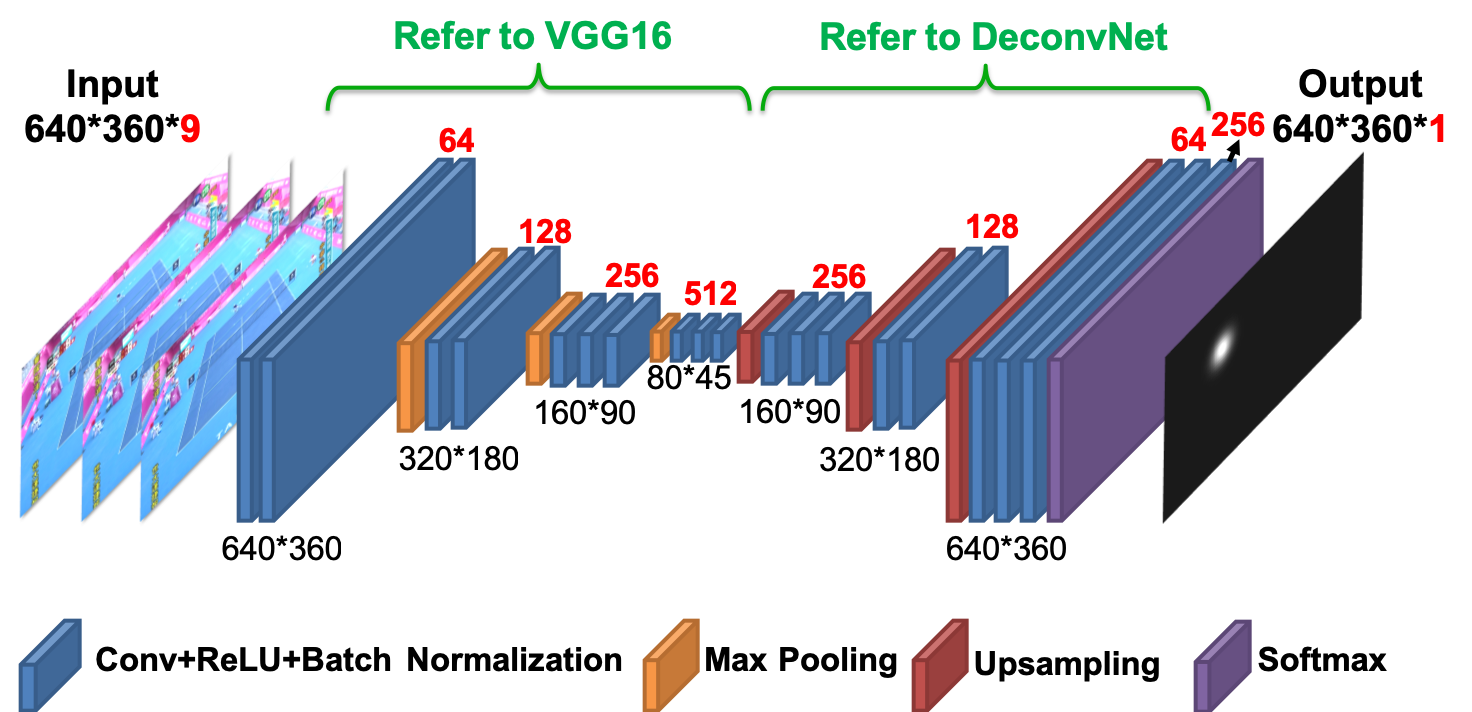 Refer to VGG16
Refer to DeconvNet
Input
640*360*9
Output
640*360*1
64
128
256
512
256
128
64
256
640*360
320*180
160*90
80*45
160*90
320*180
640*360
Conv+ReLU+Batch Normalization
Max Pooling
Upsampling
Softmax